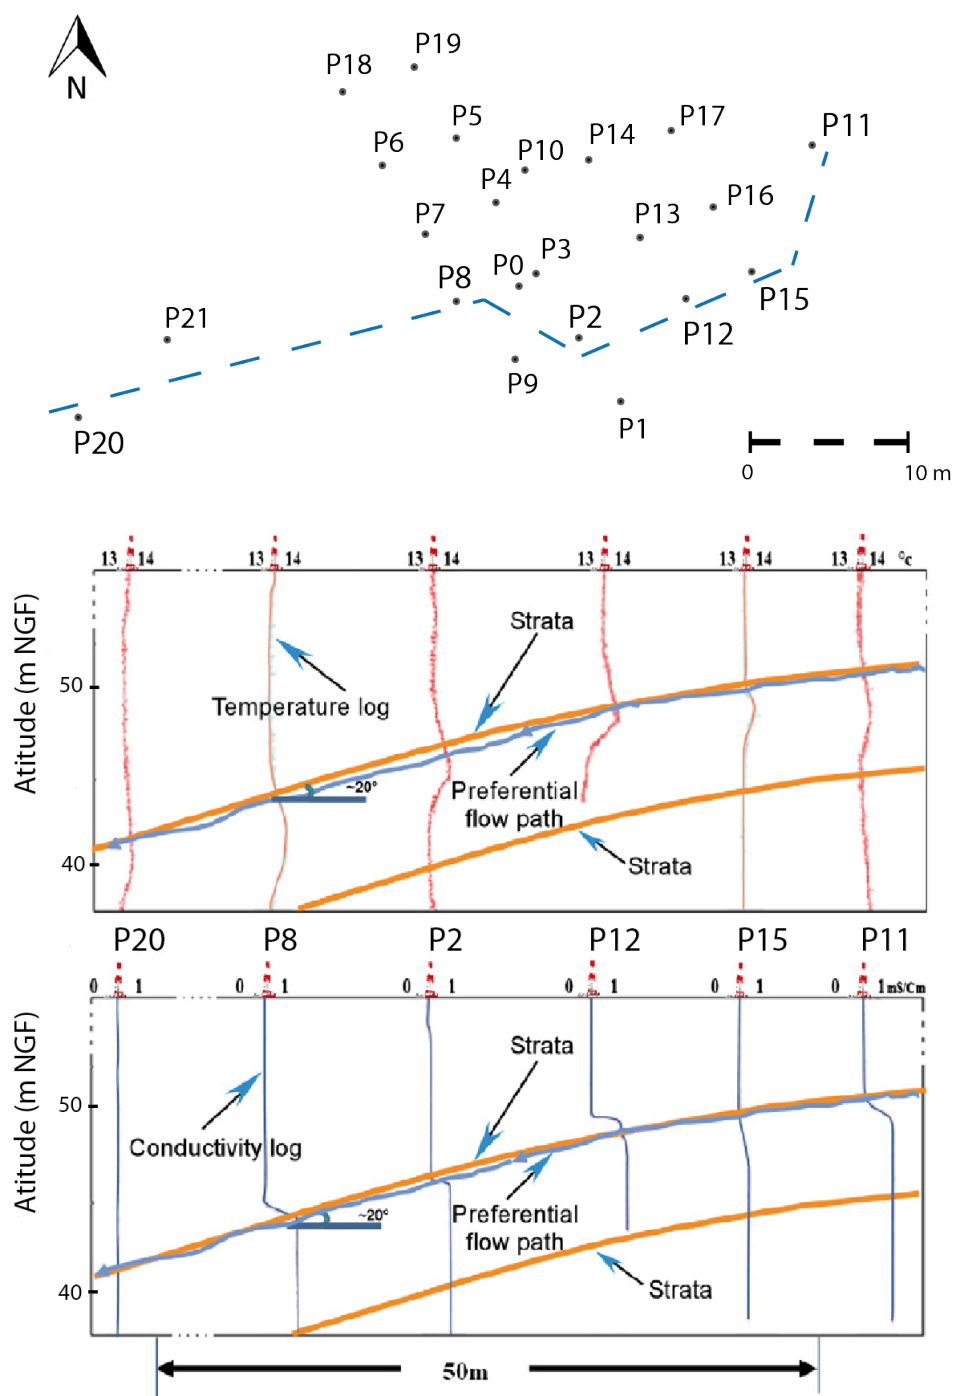 N
P19
P18
P5
P17
P11
P14
P6
P10
P4
P16
P7
P13
P3
P0
P8
P15
P21
P2
P12
P9
P20
P1
0 10 m
13 14 13 14 13 14 13 14 13 14 13 14 °c
Atitude (m NGF)
Strata
50
Temperature log
~20°
Preferential
flow path
40
Strata
P20 P8 P2 P12 P15 P11
0 1 0 1 0 1 0 1 0 1 0 1 mS/Cm
Atitude (m NGF)
Strata
50
Conductivity log
Preferential
flow path
~20°
Strata
40
50m